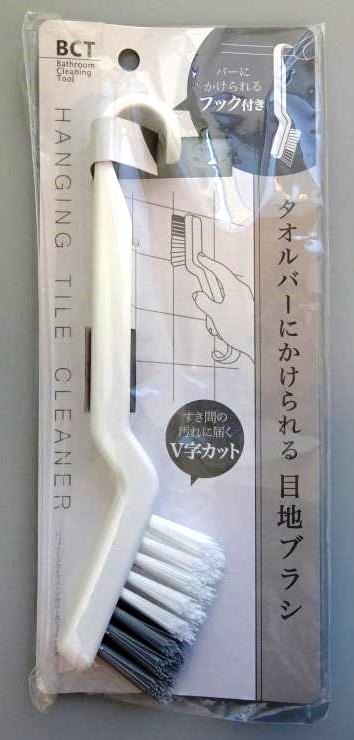 BCT
Bathroom
Cleaning
Tool
バーに
かけられる
フック付き
HANGING TILE CLEANER
タオルバーにかけられる 目地ブラシ
すき間の
汚れに届く
V字カット